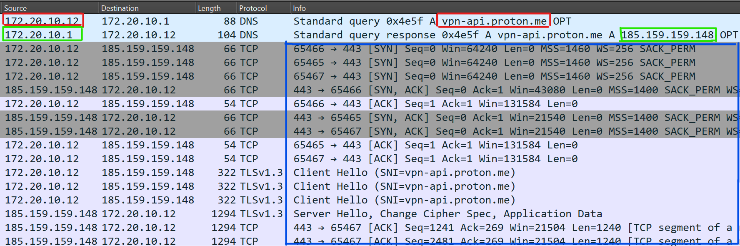 Source Destination Length Protocol Info
172.20.10.12 172.20.10.1 88 DNS Standard query 0x4e5f A vpn-api.proton.me OPT
172.20.10.1 172.20.10.12 104 DNS Standard query response 0x4e5f A vpn-api.proton.me A 185.159.159.148 OPT
172.20.10.12 185.159.159.148 66 TCP 65466 → 443 [SYN] Seq=0 Win=64240 Len=0 MSS=1460 WS=256 SACK_PERM
172.20.10.12 185.159.159.148 66 TCP 65465 → 443 [SYN] Seq=0 Win=64240 Len=0 MSS=1460 WS=256 SACK_PERM
172.20.10.12 185.159.159.148 66 TCP 65467 → 443 [SYN] Seq=0 Win=64240 Len=0 MSS=1460 WS=256 SACK_PERM
185.159.159.148 172.20.10.12 66 TCP 443 → 65466 [SYN, ACK] Seq=0 Ack=1 Win=43080 Len=0 MSS=1400 SACK_PERM WS
172.20.10.12 185.159.159.148 54 TCP 65466 → 443 [ACK] Seq=1 Ack=1 Win=131584 Len=0
185.159.159.148 172.20.10.12 66 TCP 443 → 65465 [SYN, ACK] Seq=0 Ack=1 Win=21540 Len=0 MSS=1400 SACK_PERM WS
185.159.159.148 172.20.10.12 66 TCP 443 → 65467 [SYN, ACK] Seq=0 Ack=1 Win=21540 Len=0 MSS=1400 SACK_PERM WS
172.20.10.12 185.159.159.148 54 TCP 65465 → 443 [ACK] Seq=1 Ack=1 Win=131584 Len=0
172.20.10.12 185.159.159.148 54 TCP 65467 → 443 [ACK] Seq=1 Ack=1 Win=131584 Len=0
172.20.10.12 185.159.159.148 322 TLSv1.3 Client Hello (SNI=vpn-api.proton.me)
172.20.10.12 185.159.159.148 322 TLSv1.3 Client Hello (SNI=vpn-api.proton.me)
172.20.10.12 185.159.159.148 322 TLSv1.3 Client Hello (SNI=vpn-api.proton.me)
185.159.159.148 172.20.10.12 1294 TLSv1.3 Server Hello, Change Cipher Spec, Application Data
185.159.159.148 172.20.10.12 1294 TCP 443 → 65467 [ACK] Seq=1241 Ack=269 Win=21504 Len=1240 [TCP segment of a
185.159.159.148 172.20.10.12 1294 TCP 443 → 65467 [ACK] Seq=2481 Ack=269 Win=21504 Len=1240 [TCP segment of a